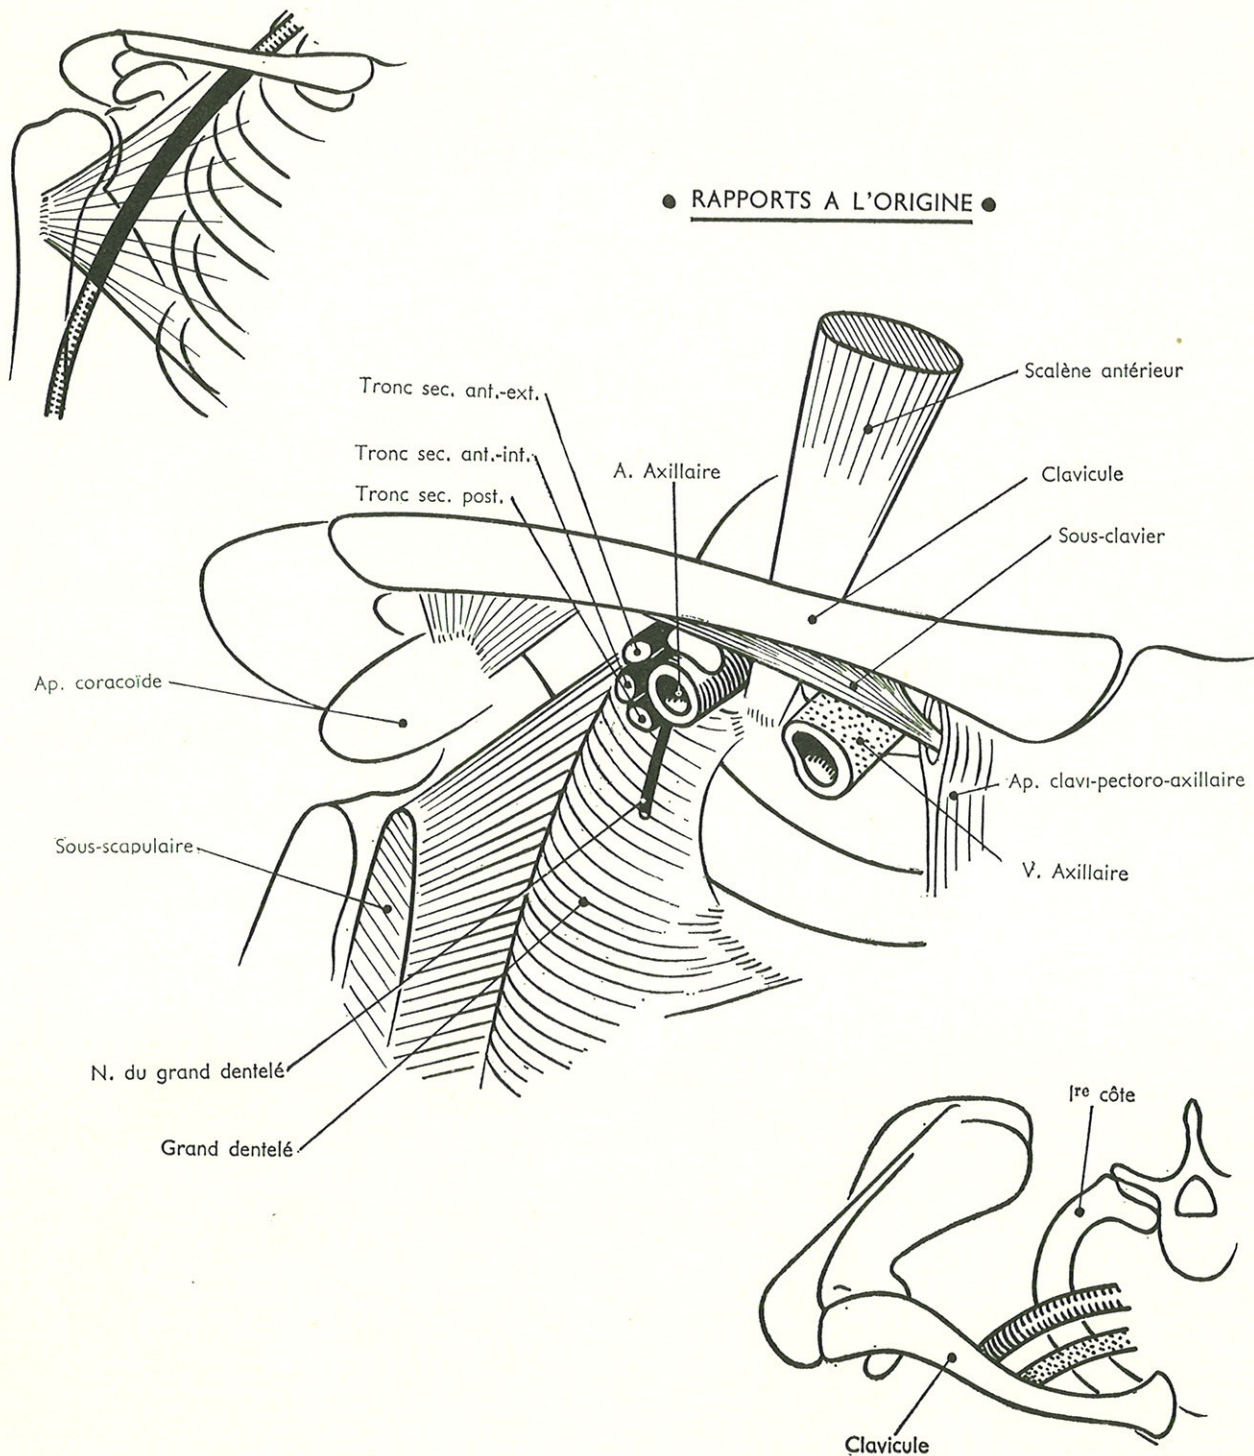 ● RAPPORTS A L'ORIGINE ●
Scalène antérieur
Tronc sec. ant.-ext.
Tronc sec. ant.-int.
A. Axillaire
Clavicule
Tronc sec. post.
Sous-clavier
Ap. coracoïde
Ap. clavi-pectoro-axillaire
Sous-scapulaire
V. Axillaire
N. du grand dentelé
Grand dentelé
1re côte
Clavicule